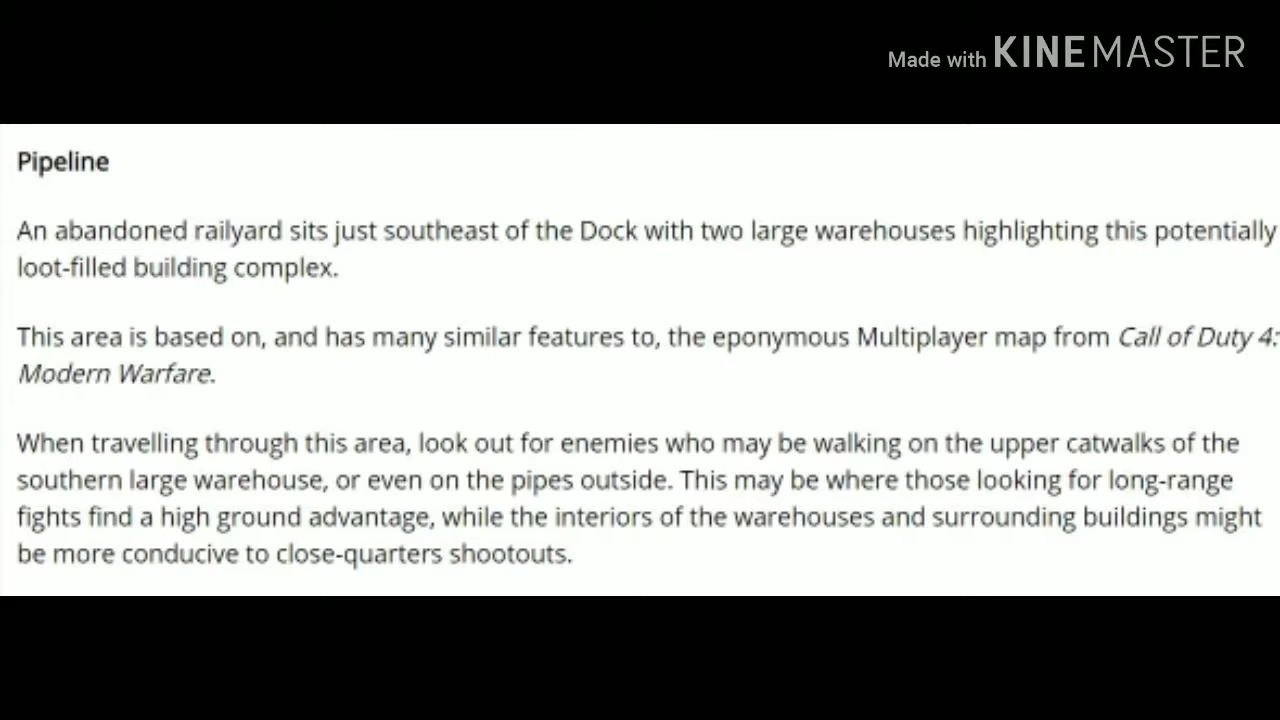 Made with KINEMASTER
Pipeline
An abandoned railyard sits just southeast of the Dock with two large warehouses highlighting this potentially
loot-filled building complex.
This area is based on, and has many similar features to, the eponymous Multiplayer map from Call of Duty 4:
Modern Warfare.
When travelling through this area, look out for enemies who may be walking on the upper catwalks of the
southern large warehouse, or even on the pipes outside. This may be where those looking for long-range
fights find a high ground advantage, while the interiors of the warehouses and surrounding buildings might
be more conducive to close-quarters shootouts.